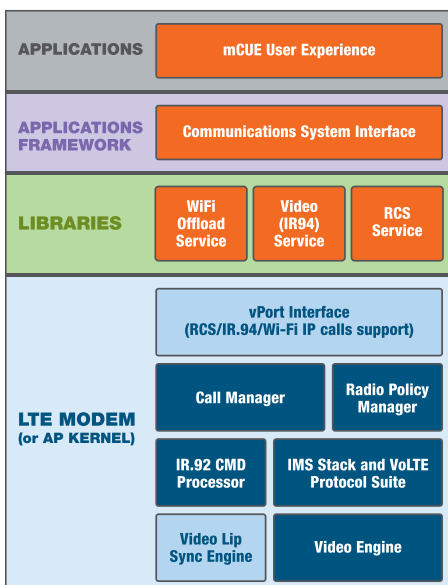 APPLICATIONS
mCUE User Experience
APPLICATIONS
FRAMEWORK
Communications System Interface
LIBRARIES
WiFi
Offload
Service
Video
(IR94)
Service
RCS
Service
LTE MODEM
(or AP KERNEL)
vPort Interface
(RCS/IR.94/Wi-Fi IP calls support)
Call Manager
Radio Policy
Manager
IR.92 CMD
Processor
IMS Stack and VoLTE
Protocol Suite
Video Lip
Sync Engine
Video Engine